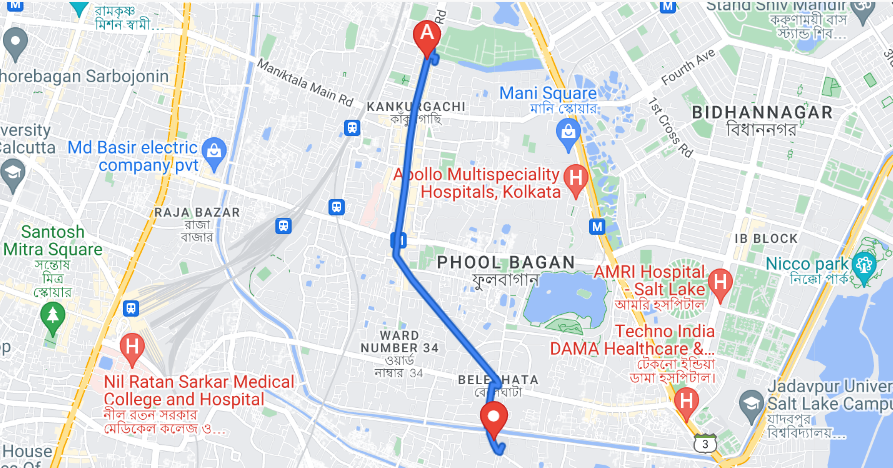 রামকৃষ্ণ
মিশন স্বামী ...
Rd
Stand Shiv Mandir
করুণাময়ী বাস
স্ট্যান্ড শিব...
horebagan Sarbojonin
Maniktala Main Rd
A
KANKURGACHI
কাঁকুড়গাছি
Fourth Ave
1st Cross Rd
Mani Square
মানি স্কোয়ার
BIDHANNAGAR
বিধাননগর
versity
Calcutta
Md Basir electric
company pvt
Apollo Multispeciality
Hospitals, Kolkata
H
RAJA BAZAR
রাজা
বাজার
M
Santosh
Mitra Square
সন্তোষ
মিত্র
স্কোয়ার
IB BLOCK
PHOOL BAGAN
ফুলবাগান
Nicco park
নিক্কো পার্ক
AMRI Hospital
- Salt Lake
আমরি হসপিটাল
H
Techno India
DAMA Healthcare &...
টেকনো ইন্ডিয়া
ডামা হসপিটাল।
H
WARD
NUMBER 34
ওয়ার্ড
নাম্বার 34
H
Nil Ratan Sarkar Medical
College and Hospital
নীল রতন সরকার
মেডিকেল কলেজ ও...
BELEGHATA
বেলেঘাটা
Jadavpur Univer
Salt Lake Campu
যাদবপুর
বিশ্ববিদ্যালয়...
3
House